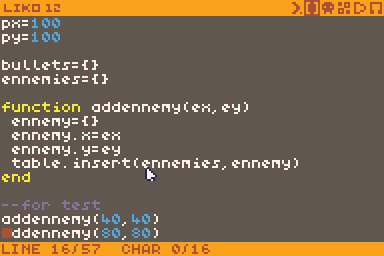 LIKO 12
px=100
py=100
bullets={}
ennemies={}
function addennemy(ex,ey)
ennemy={}
ennemy.x=ex
ennemy.y=ey
table.insert(ennemies,ennemy)
end
--for test
addennemy(40,40)
ddennemy(80,80)
LINE 16/57 CHAR 0/16